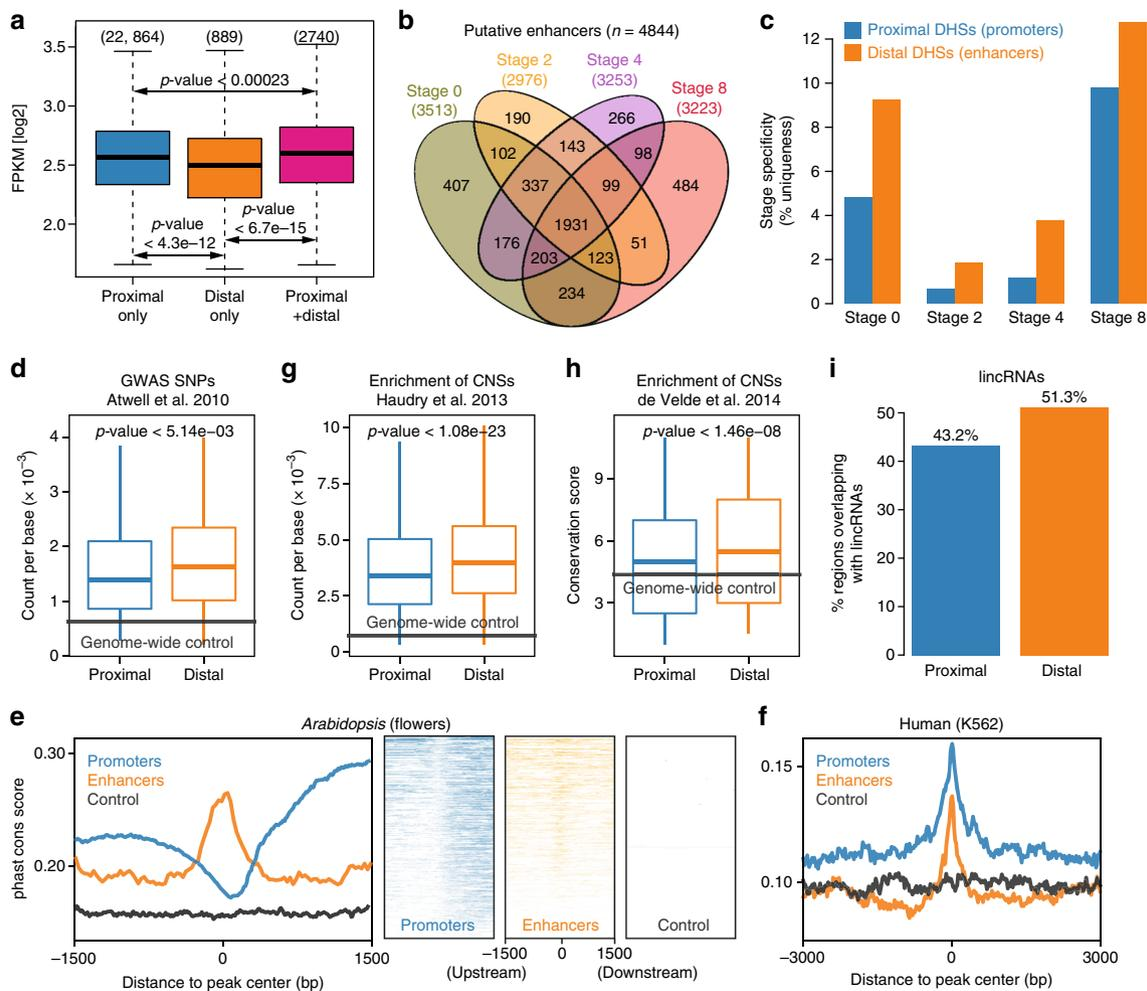 a
(22, 864)
(889)
(2740)
p-value < 0.00023
FPKM [log2]
3.5
3.0
2.5
2.0
p-value
< 4.3e–12
p-value
< 6.7e–15
Proximal
only
Distal
only
Proximal
+distal
b
Putative enhancers (n = 4844)
Stage 0
(3513)
Stage 2
(2976)
Stage 4
(3253)
Stage 8
(3223)
190
266
102
143
98
407
337
99
484
1931
176
51
203
123
234
c
Proximal DHSs (promoters)
Distal DHSs (enhancers)
Stage specificity
(% uniqueness)
12
10
8
6
4
2
0
Stage 0
Stage 2
Stage 4
Stage 8
d
GWAS SNPs
Atwell et al. 2010
p-value < 5.14e–03
Count per base (× 10⁻³)
4
3
2
1
0
Genome-wide control
Proximal
Distal
g
Enrichment of CNSs
Haudry et al. 2013
p-value < 1.08e–23
Count per base (× 10⁻³)
10
7.5
5.0
2.5
0
Genome-wide control
Proximal
Distal
h
Enrichment of CNSs
de Velde et al. 2014
p-value < 1.46e–08
Conservation score
9
6
3
Genome-wide control
Proximal
Distal
i
lincRNAs
51.3%
43.2%
% regions overlapping
with lincRNAs
50
40
30
20
10
0
Proximal
Distal
e
Arabidopsis (flowers)
Promoters
Enhancers
Control
phast cons score
0.30
0.20
–1500
0
1500
Distance to peak center (bp)
Promoters
Enhancers
Control
–1500
(Upstream)
0
1500
(Downstream)
f
Human (K562)
Promoters
Enhancers
Control
0.15
0.10
–3000
0
3000
Distance to peak center (bp)